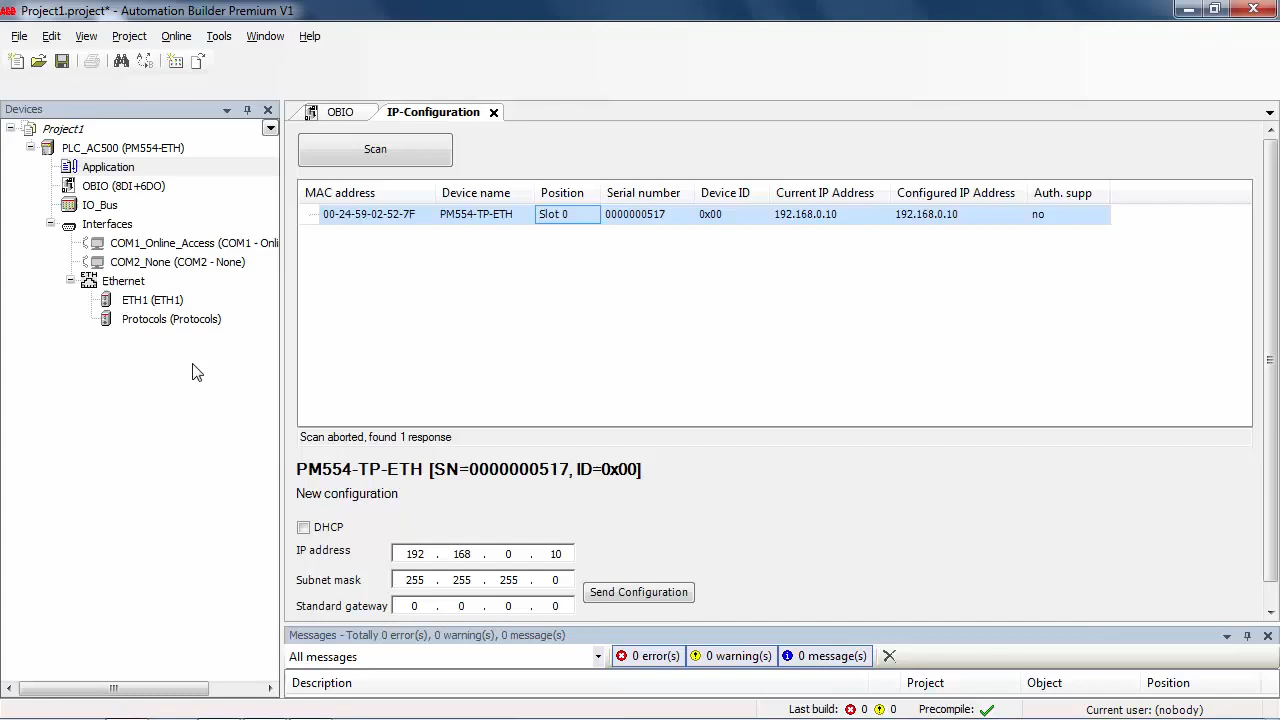 ABB Project1.project* - Automation Builder Premium V1
File Edit View Project Online Tools Window Help
Devices
Project1
PLC_AC500 (PM554-ETH)
Application
OBIO (8DI+6DO)
IO_Bus
Interfaces
COM1_Online_Access (COM1 - Onli
COM2_None (COM2 - None)
ETH Ethernet
ETH1 (ETH1)
Protocols (Protocols)
OBIO IP-Configuration
Scan
MAC address Device name Position Serial number Device ID Current IP Address Configured IP Address Auth. supp
00-24-59-02-52-7F PM554-TP-ETH Slot 0 0000000517 0x00 192.168.0.10 192.168.0.10 no
Scan aborted, found 1 response
PM554-TP-ETH [SN=0000000517, ID=0x00]
New configuration
DHCP
IP address 192 . 168 . 0 . 10
Subnet mask 255 . 255 . 255 . 0
Send Configuration
Standard gateway 0 . 0 . 0 . 0
Messages - Totally 0 error(s), 0 warning(s), 0 message(s)
All messages 0 error(s) 0 warning(s) 0 message(s)
Description Project Object Position
Last build: 0 0 Precompile: Current user: (nobody)